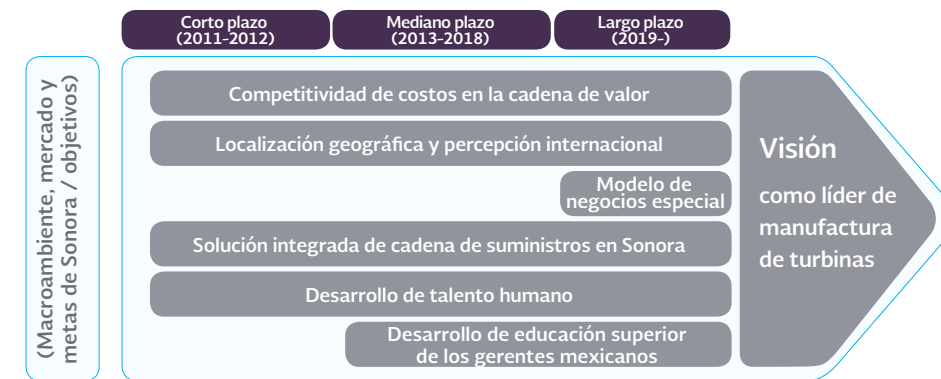 Corto plazo
(2011-2012)
Mediano plazo
(2013-2018)
Largo plazo
(2019-)
(Macroambiente, mercado y
metas de Sonora / objetivos)
Competitividad de costos en la cadena de valor
Localización geográfica y percepción internacional
Modelo de
negocios especial
Solución integrada de cadena de suministros en Sonora
Desarrollo de talento humano
Desarrollo de educación superior
de los gerentes mexicanos
Visión
como líder de
manufactura
de turbinas